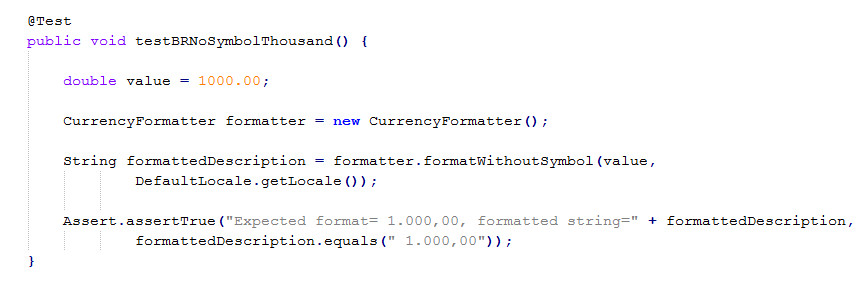 @Test
public void testBRNoSymbolThousand() {
double value = 1000.00;
CurrencyFormatter formatter = new CurrencyFormatter();
String formattedDescription = formatter.formatWithoutSymbol(value,
DefaultLocale.getLocale());
Assert.assertTrue("Expected format= 1.000,00, formatted string=" + formattedDescription,
formattedDescription.equals(" 1.000,00"));
}